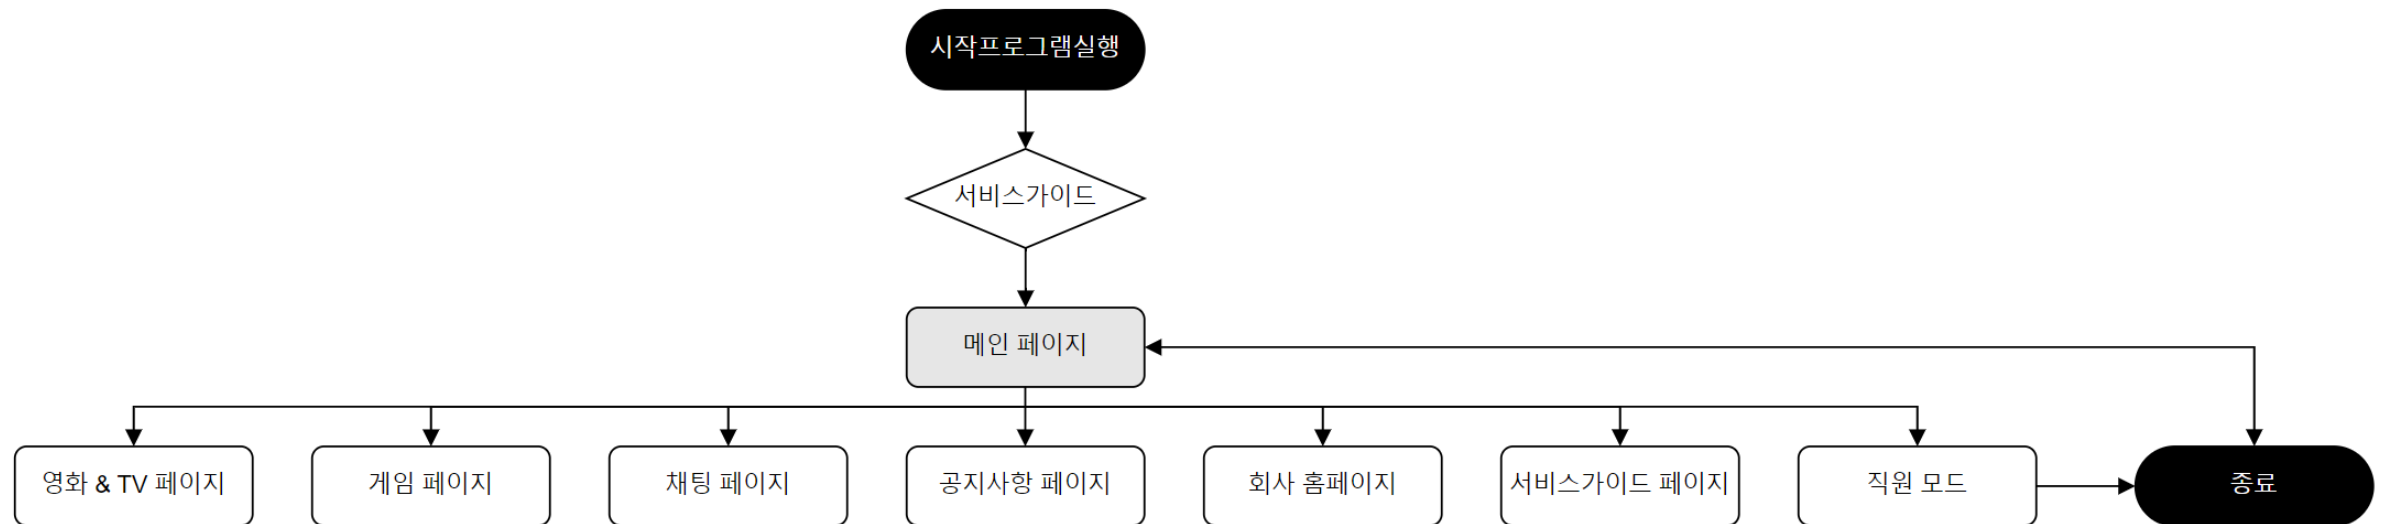 시작프로그램실행
서비스가이드
메인 페이지
영화 & TV 페이지
게임 페이지
채팅 페이지
공지사항 페이지
회사 홈페이지
서비스가이드 페이지
직원 모드
종료